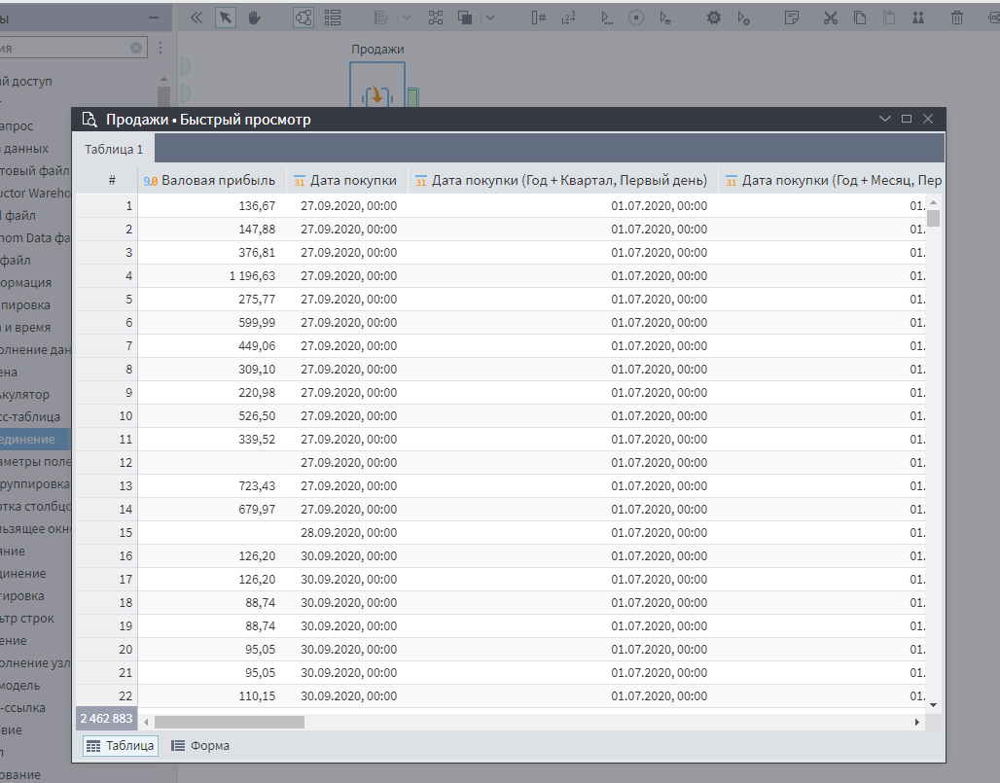 ы
Продажи
ия
й доступ
Продажи • Быстрый просмотр
апрос
Таблица 1
данных
товый файл
# 9.0 Валовая прибыль 31 Дата покупки 31 Дата покупки (Год + Квартал, Первый день) 31 Дата покупки (Год + Месяц, Пер
uctor Wareho
1 136,67 27.09.2020, 00:00 01.07.2020, 00:00 01.
l файл
2 147,88 27.09.2020, 00:00 01.07.2020, 00:00 01.
nom Data фа
3 376,81 27.09.2020, 00:00 01.07.2020, 00:00 01.
файл
4 1 196,63 27.09.2020, 00:00 01.07.2020, 00:00 01.
ормация
5 275,77 27.09.2020, 00:00 01.07.2020, 00:00 01.
пировка
6 599,99 27.09.2020, 00:00 01.07.2020, 00:00 01.
а и время
7 449,06 27.09.2020, 00:00 01.07.2020, 00:00 01.
олнение дан
8 309,10 27.09.2020, 00:00 01.07.2020, 00:00 01.
ена
9 220,98 27.09.2020, 00:00 01.07.2020, 00:00 01.
ькулятор
10 526,50 27.09.2020, 00:00 01.07.2020, 00:00 01.
сс-таблица
11 339,52 27.09.2020, 00:00 01.07.2020, 00:00 01.
единение
12 27.09.2020, 00:00 01.07.2020, 00:00 01.
аметры поле
13 723,43 27.09.2020, 00:00 01.07.2020, 00:00 01.
руппировка
14 679,97 27.09.2020, 00:00 01.07.2020, 00:00 01.
отка столбцо
15 28.09.2020, 00:00 01.07.2020, 00:00 01.
льзящее окн
16 126,20 30.09.2020, 00:00 01.07.2020, 00:00 01.
яние
17 126,20 30.09.2020, 00:00 01.07.2020, 00:00 01.
динение
18 88,74 30.09.2020, 00:00 01.07.2020, 00:00 01.
тировка
19 88,74 30.09.2020, 00:00 01.07.2020, 00:00 01.
ьтр строк
20 95,05 30.09.2020, 00:00 01.07.2020, 00:00 01.
ение
21 95,05 30.09.2020, 00:00 01.07.2020, 00:00 01.
олнение узл
22 110,15 30.09.2020, 00:00 01.07.2020, 00:00 01.
модель
-ссылка
2 462 883
вие
Таблица Форма
л
ование